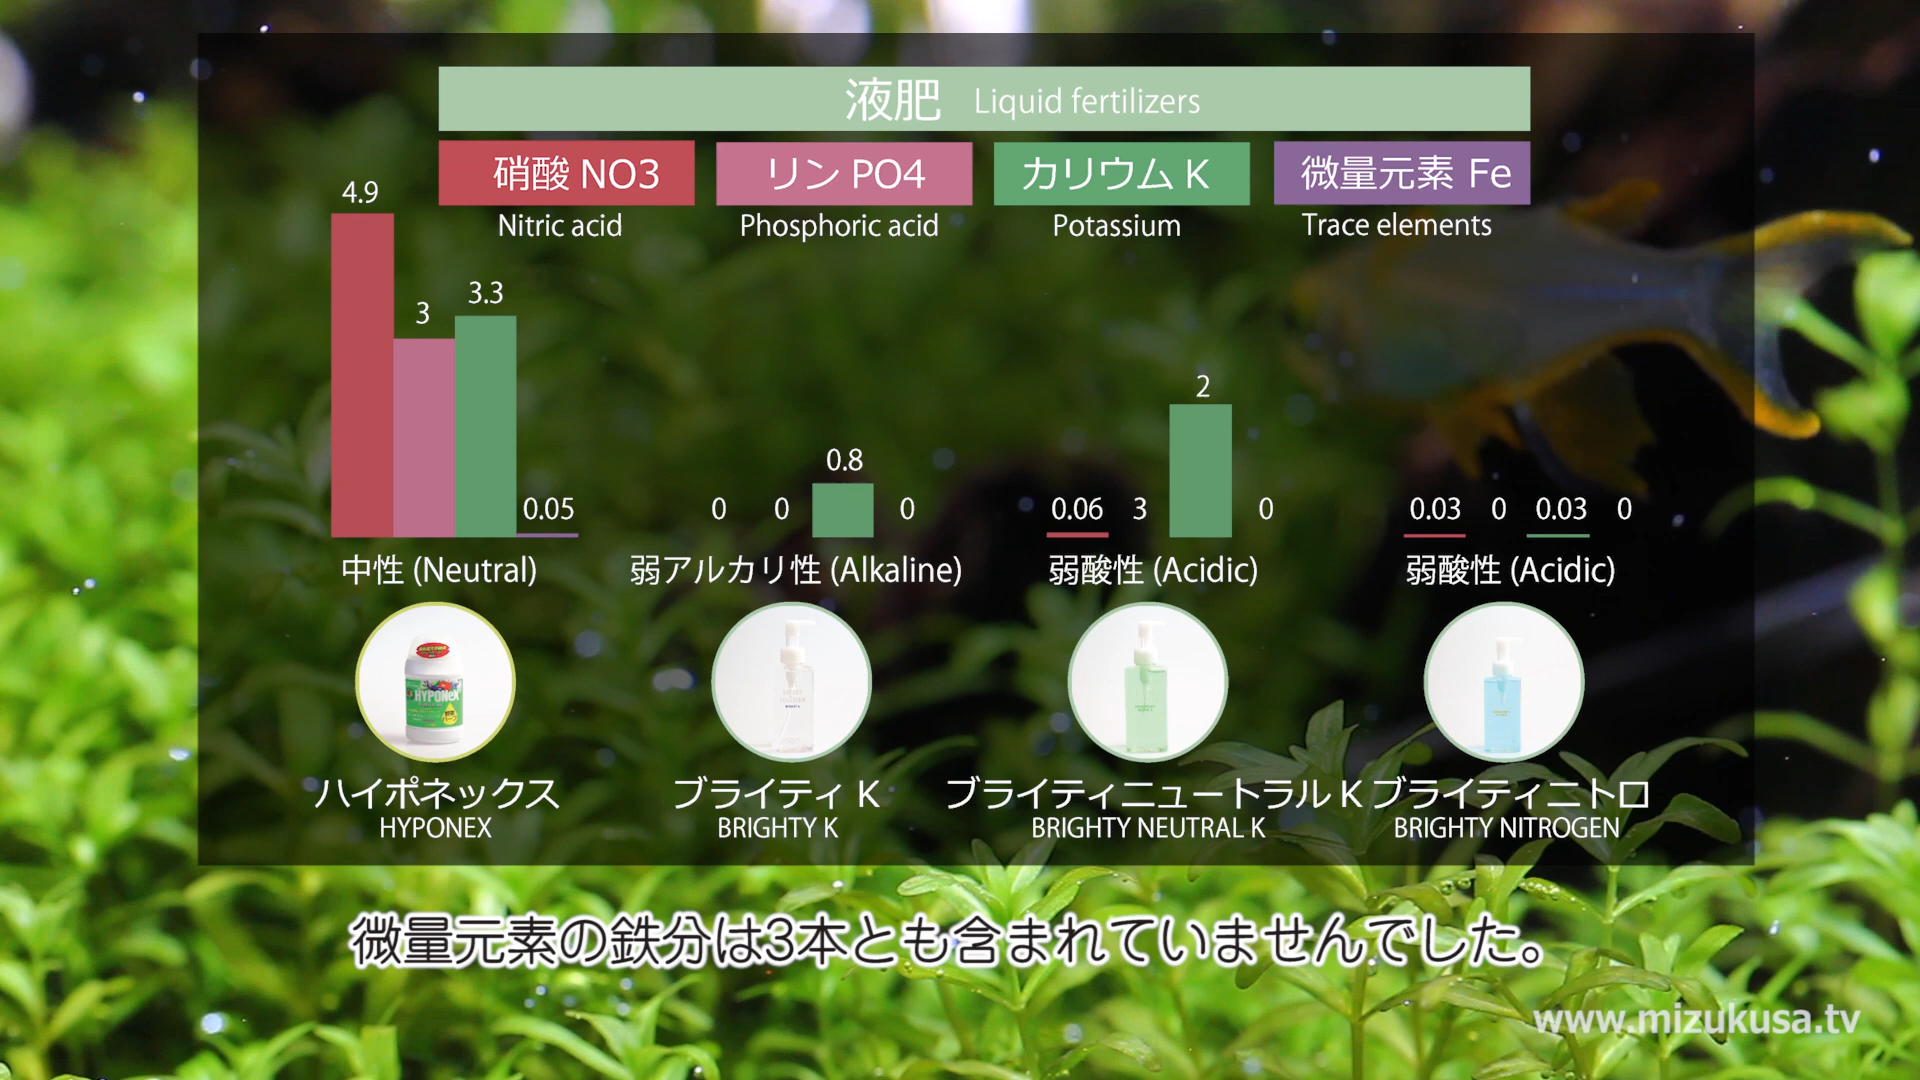 液肥 Liquid fertilizers
硝酸 NO3
リン PO4
カリウム K
微量元素 Fe
Nitric acid
Phosphoric acid
Potassium
Trace elements
4.9
3
3.3
0.05
0
0
0.8
0
0.06
3
2
0
0.03
0
0.03
0
中性 (Neutral)
弱アルカリ性 (Alkaline)
弱酸性 (Acidic)
弱酸性 (Acidic)
HYPONeX
ハイポネックス
HYPONEX
ブライティ K
BRIGHTY K
ブライティニュートラル K
BRIGHTY NEUTRAL K
ブライティニトロ
BRIGHTY NITROGEN
微量元素の鉄分は3本とも含まれていませんでした。
www.mizukusa.tv